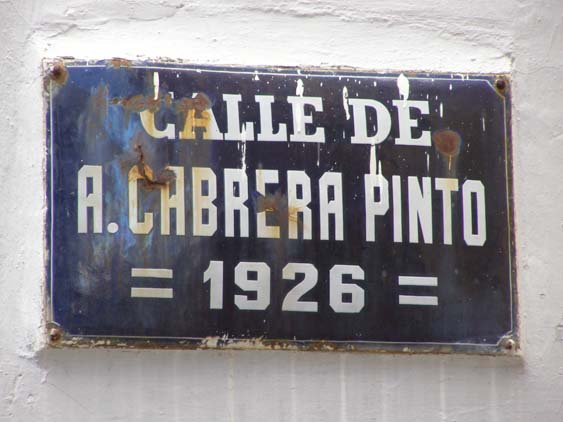 CALLE DE
A. CABRERA PINTO
= 1926 =